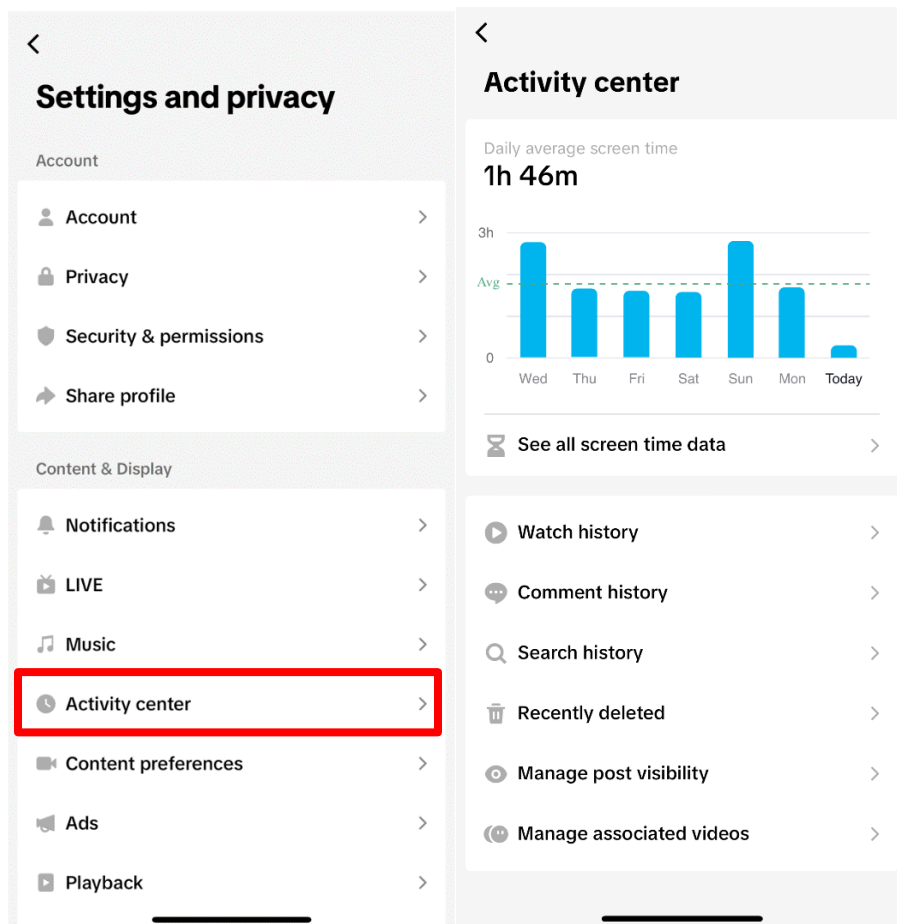 Settings and privacy
Account
Account
Privacy
Security & permissions
Share profile
Content & Display
Notifications
LIVE
Music
Activity center
Content preferences
Ads
Playback
Activity center
Daily average screen time
1h 46m
3h
Avg
0
Wed Thu Fri Sat Sun Mon Today
See all screen time data
Watch history
Comment history
Search history
Recently deleted
Manage post visibility
Manage associated videos